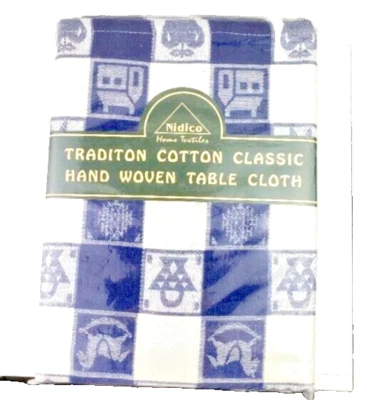 Nidico
Home Textiles
TRADITON COTTON CLASSIC
HAND WOVEN TABLE CLOTH